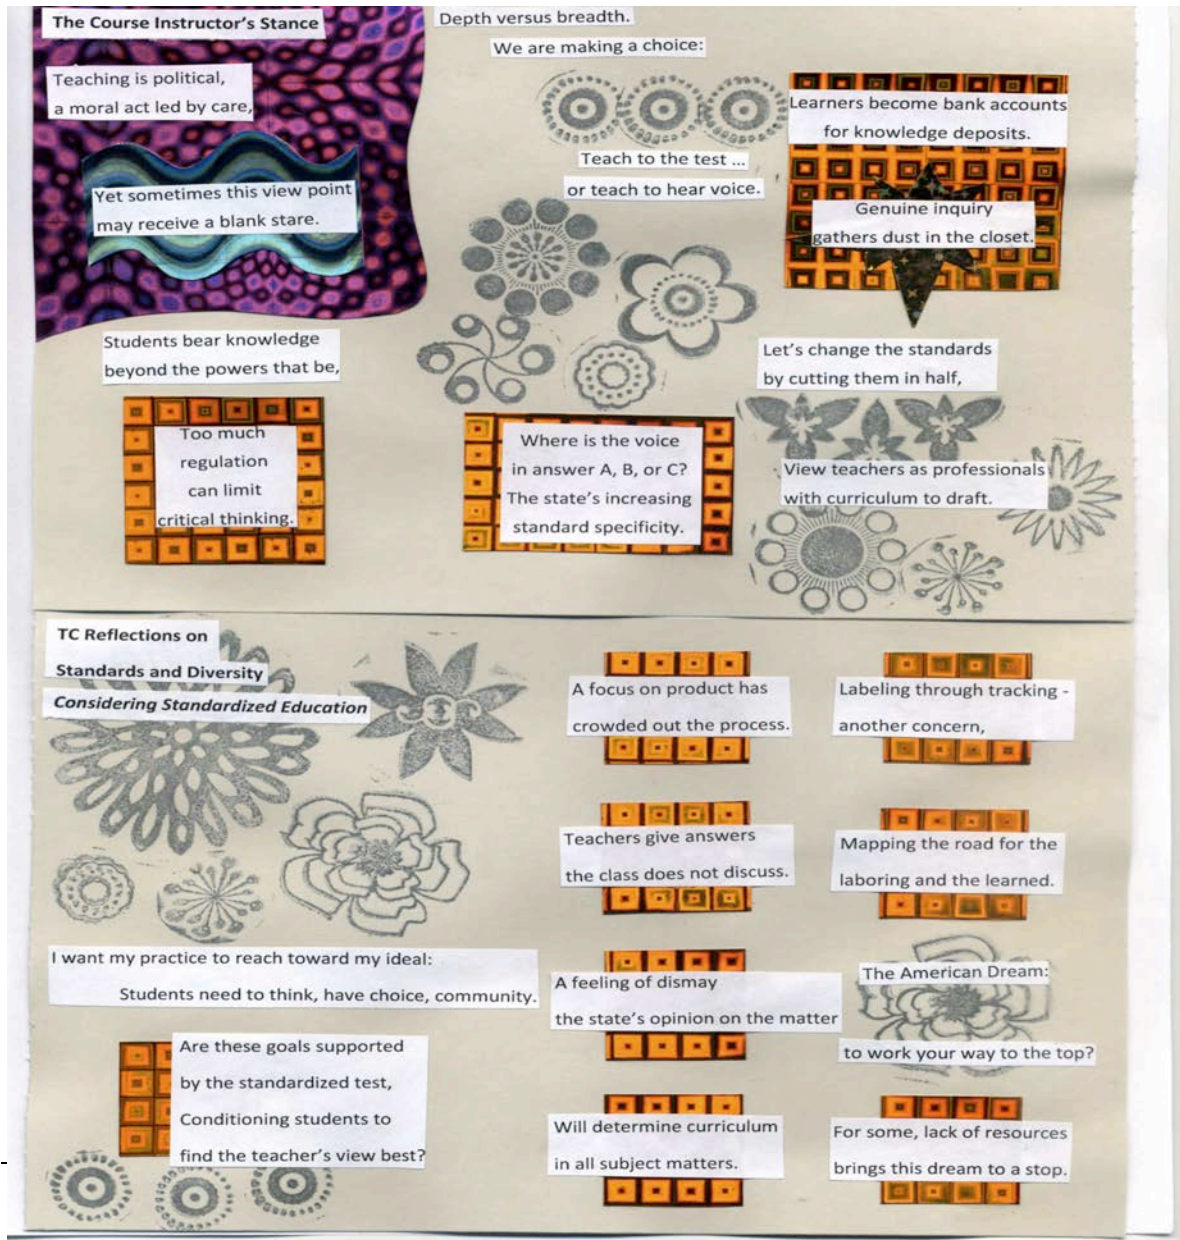 The Course Instructor's Stance
Teaching is political,
a moral act led by care,
Yet sometimes this view point
may receive a blank stare.
Students bear knowledge
beyond the powers that be,
Too much
regulation
can limit
critical thinking.
Depth versus breadth.
We are making a choice:
Teach to the test ...
or teach to hear voice.
Where is the voice
in answer A, B, or C?
The state's increasing
standard specificity.
Learners become bank accounts
for knowledge deposits.
Genuine inquiry
gathers dust in the closet.
Let's change the standards
by cutting them in half,
View teachers as professionals
with curriculum to draft.
TC Reflections on
Standards and Diversity
Considering Standardized Education
I want my practice to reach toward my ideal:
Students need to think, have choice, community.
Are these goals supported
by the standardized test,
Conditioning students to
find the teacher's view best?
A focus on product has
crowded out the process.
Teachers give answers
the class does not discuss.
A feeling of dismay
the state's opinion on the matter
Will determine curriculum
in all subject matters.
Labeling through tracking -
another concern,
Mapping the road for the
laboring and the learned.
The American Dream:
to work your way to the top?
For some, lack of resources
brings this dream to a stop.